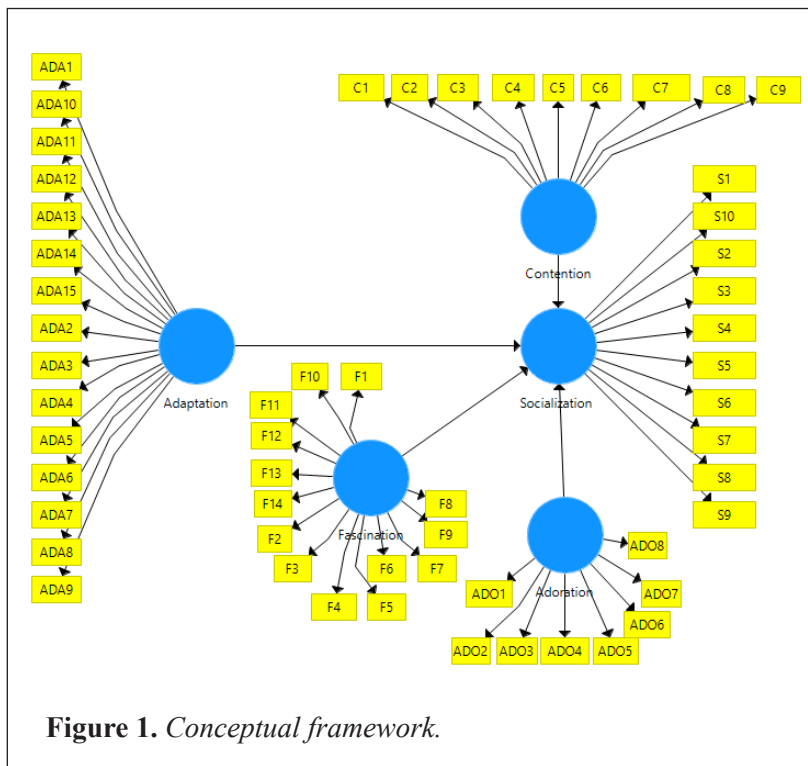 ADA1
ADA10
ADA11
ADA12
ADA13
ADA14
ADA15
ADA2
ADA3
ADA4
ADA5
ADA6
ADA7
ADA8
ADA9
Adaptation
C1 C2 C3 C4 C5 C6 C7 C8 C9
Contention
S1
S10
S2
S3
S4
S5
S6
S7
S8
S9
Socialization
F10 F1
F11
F12
F13
F14
F2
F3
F4
F5
F6
F7
F9
F8
Fascination
ADO8
ADO1
ADO7
ADO6
ADO2 ADO3 ADO4 ADO5
Adoration
Figure 1. Conceptual framework.